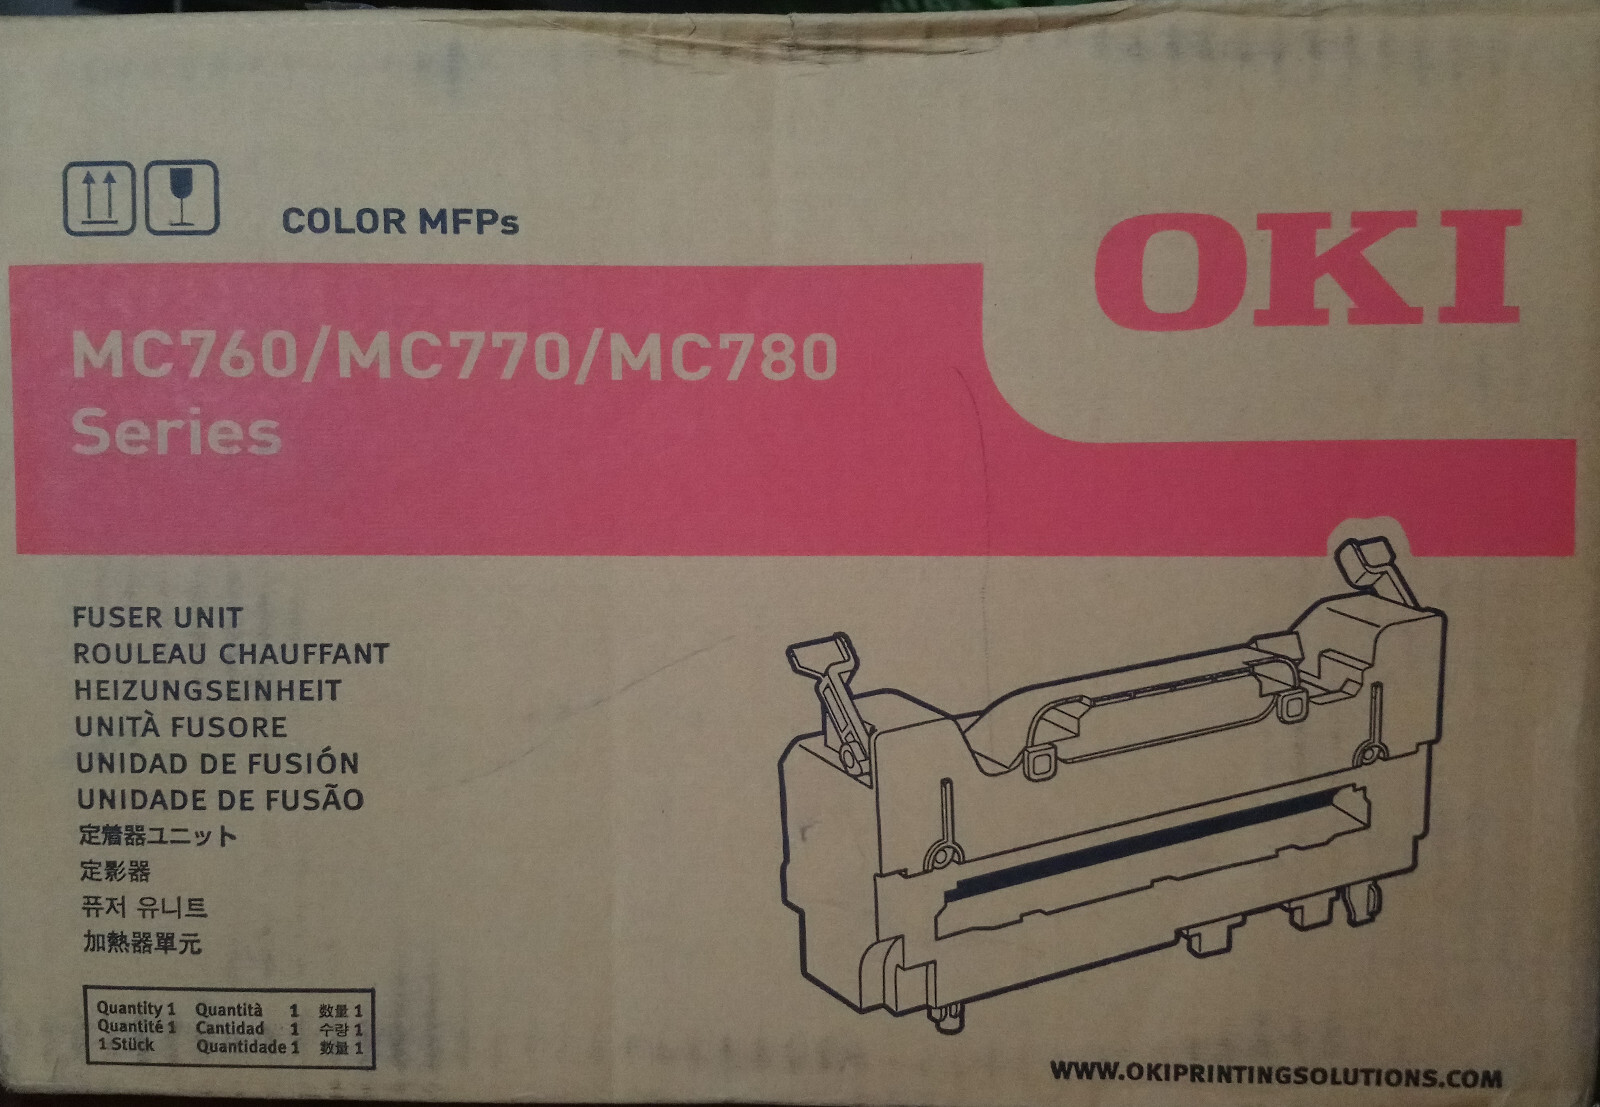 COLOR MFPs
OKI
MC760/MC770/MC780
Series
FUSER UNIT
ROULEAU CHAUFFANT
HEIZUNGSEINHEIT
UNITÀ FUSORE
UNIDAD DE FUSIÓN
UNIDADE DE FUSÃO
定着器ユニット
定影器
퓨저 유니트
加熱器單元
Quantity 1 Quantità 1 数量 1
Quantité 1 Cantidad 1 수량 1
1 Stück Quantidade 1 數量 1
WWW.OKIPRINTINGSOLUTIONS.COM